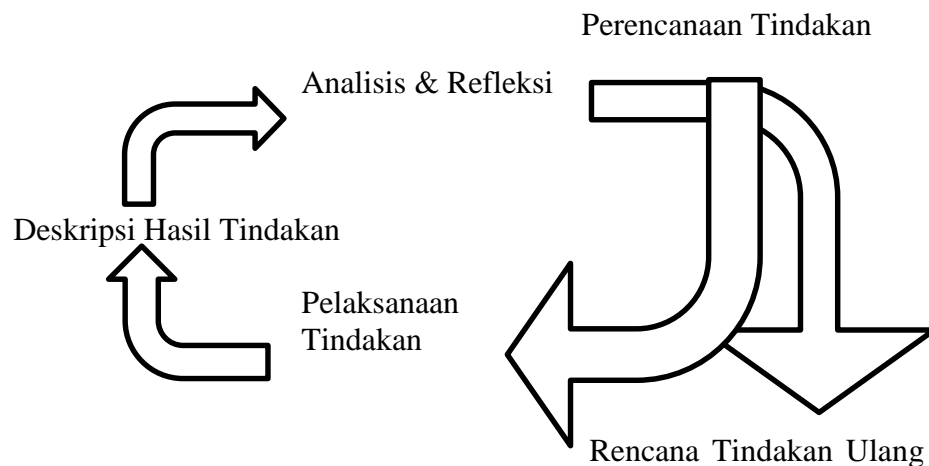 Perencanaan Tindakan
Analisis & Refleksi
Deskripsi Hasil Tindakan
Pelaksanaan
Tindakan
Rencana Tindakan Ulang